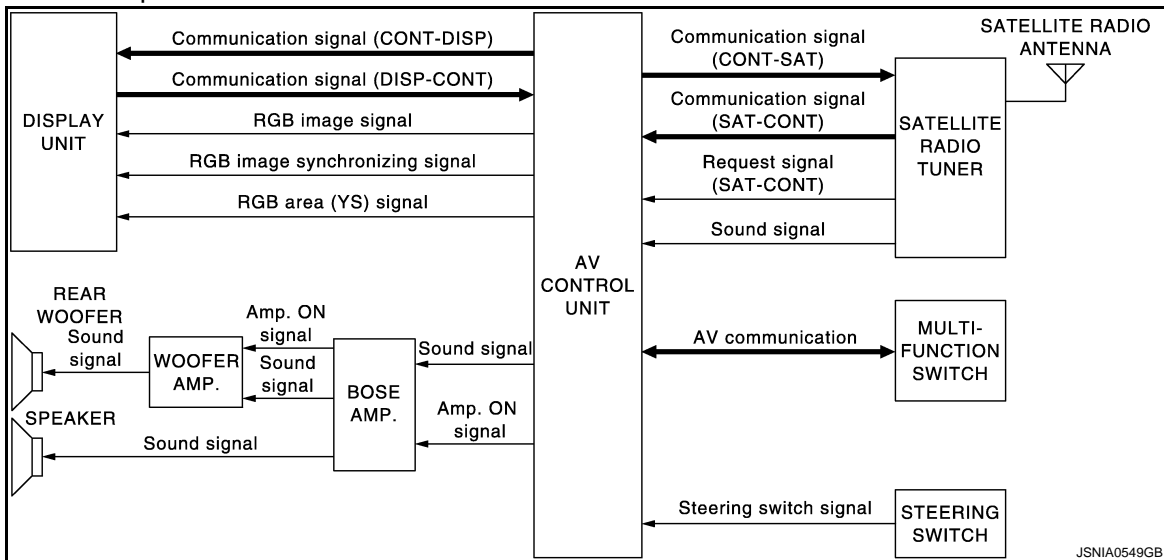 Communication signal (CONT-DISP)
Communication signal (DISP-CONT)
DISPLAY
UNIT
RGB image signal
RGB image synchronizing signal
RGB area (YS) signal
Communication signal
(CONT-SAT)
Communication signal
(SAT-CONT)
Request signal
(SAT-CONT)
Sound signal
SATELLITE RADIO
ANTENNA
SATELLITE
RADIO
TUNER
AV
CONTROL
UNIT
REAR
WOOFER
Sound
signal
Amp. ON
signal
WOOFER
AMP.
Sound
signal
BOSE
AMP.
Sound signal
Amp. ON
signal
SPEAKER
Sound signal
AV communication
MULTI-
FUNCTION
SWITCH
Steering switch signal
STEERING
SWITCH
JSNIA0549GB